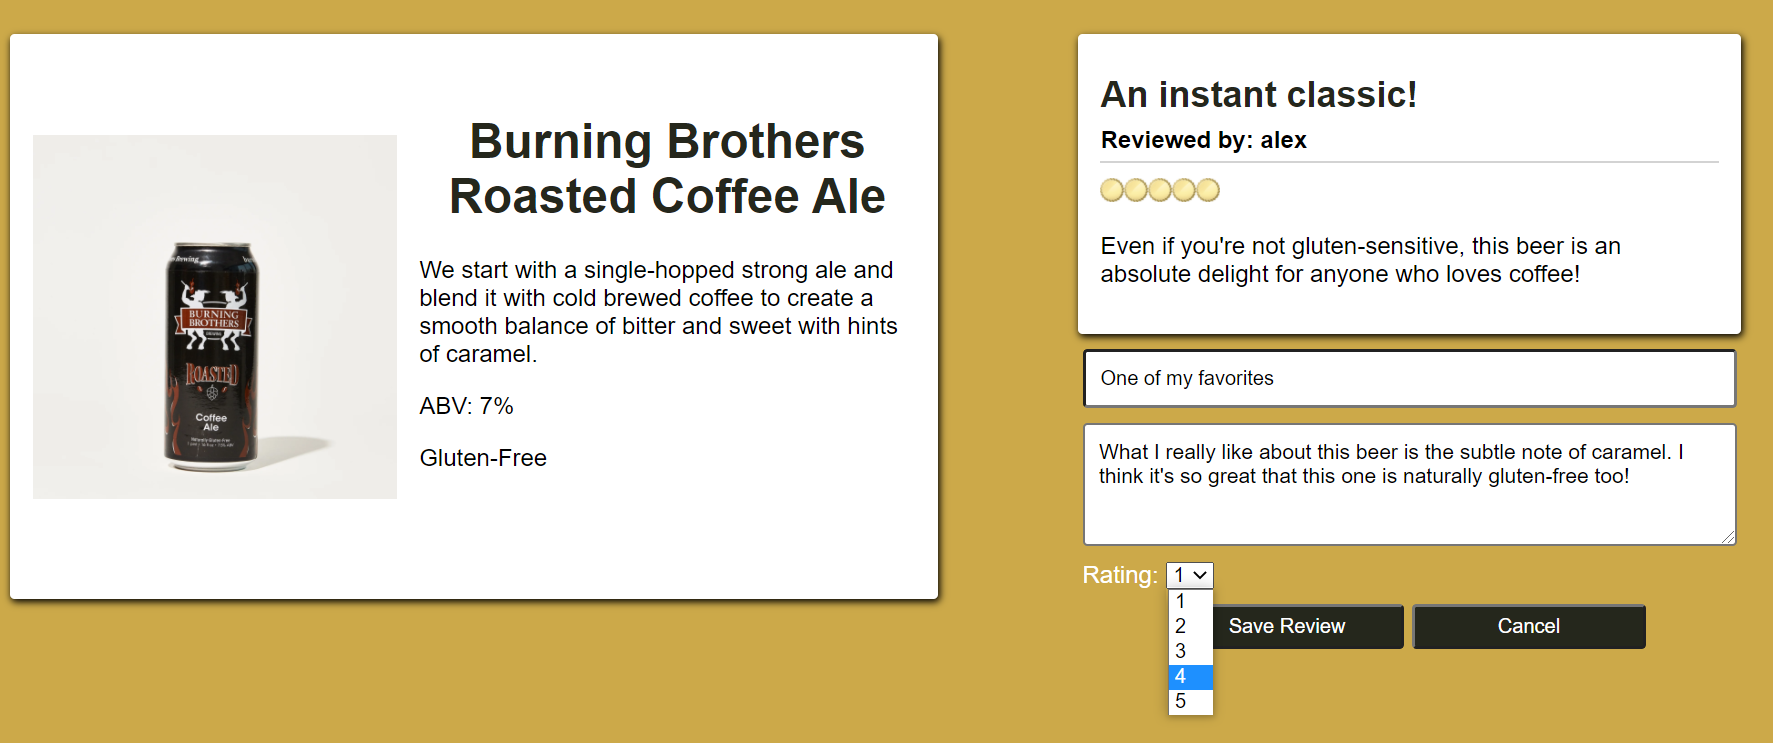 Burning Brothers
Roasted Coffee Ale
We start with a single-hopped strong ale and
blend it with cold brewed coffee to create a
smooth balance of bitter and sweet with hints
of caramel.
ABV: 7%
Gluten-Free
BURNING
BROTHERS
ROASTED
Coffee
Ale
An instant classic!
Reviewed by: alex
Even if you're not gluten-sensitive, this beer is an
absolute delight for anyone who loves coffee!
One of my favorites
What I really like about this beer is the subtle note of caramel. I
think it's so great that this one is naturally gluten-free too!
Rating: 1
1
2
3
4
5
Save Review
Cancel